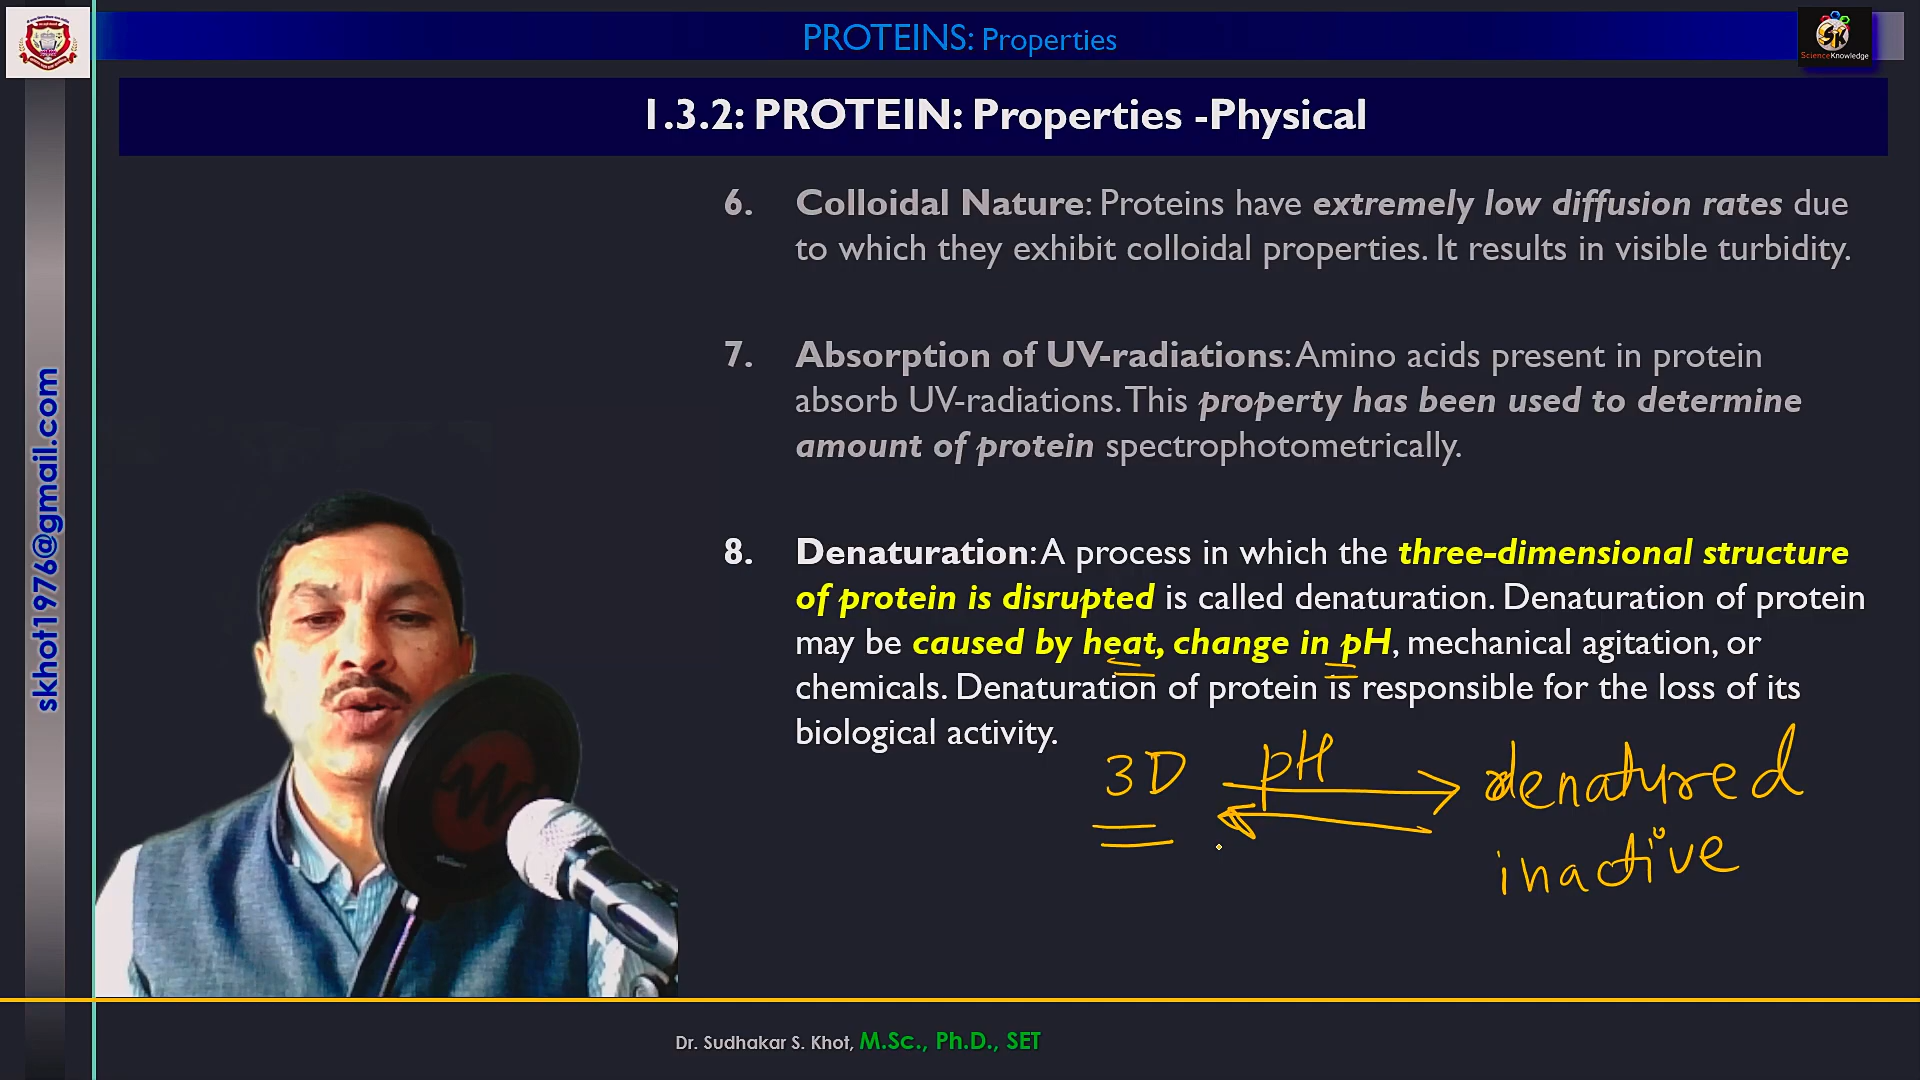 PROTEINS: Properties
ScienceKnowledge
1.3.2: PROTEIN: Properties -Physical
6. Colloidal Nature: Proteins have extremely low diffusion rates due
to which they exhibit colloidal properties. It results in visible turbidity.
7. Absorption of UV-radiations: Amino acids present in protein
absorb UV-radiations. This property has been used to determine
amount of protein spectrophotometrically.
8. Denaturation: A process in which the three-dimensional structure
of protein is disrupted is called denaturation. Denaturation of protein
may be caused by heat, change in pH, mechanical agitation, or
chemicals. Denaturation of protein is responsible for the loss of its
biological activity.
3D pH denatured
inactive
skhot1976@gmail.com
Dr. Sudhakar S. Khot, M.Sc., Ph.D., SET